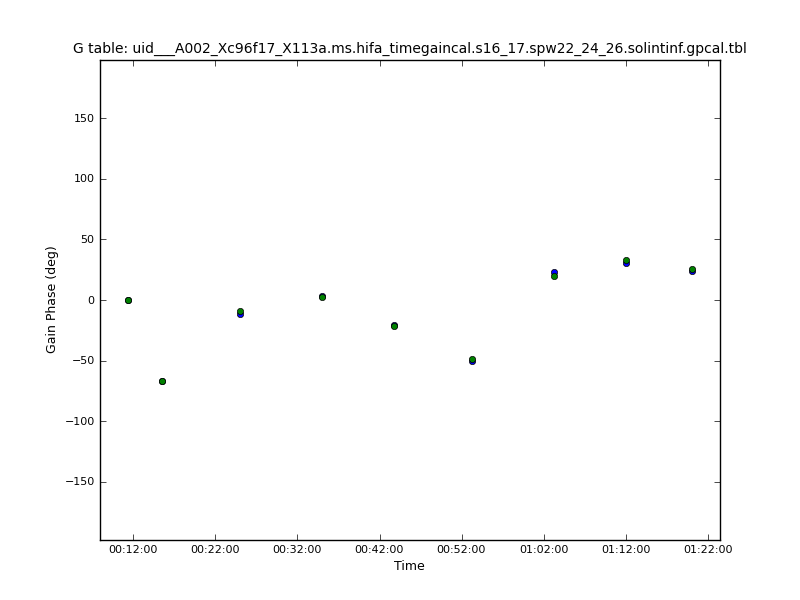 G table: uid___A002_Xc96f17_X113a.ms.hifa_timegaincal.s16_17.spw22_24_26.solintinf.gpcal.tbl
Gain Phase (deg)
150
100
50
0
−50
−100
−150
00:12:00 00:22:00 00:32:00 00:42:00 00:52:00 01:02:00 01:12:00 01:22:00
Time